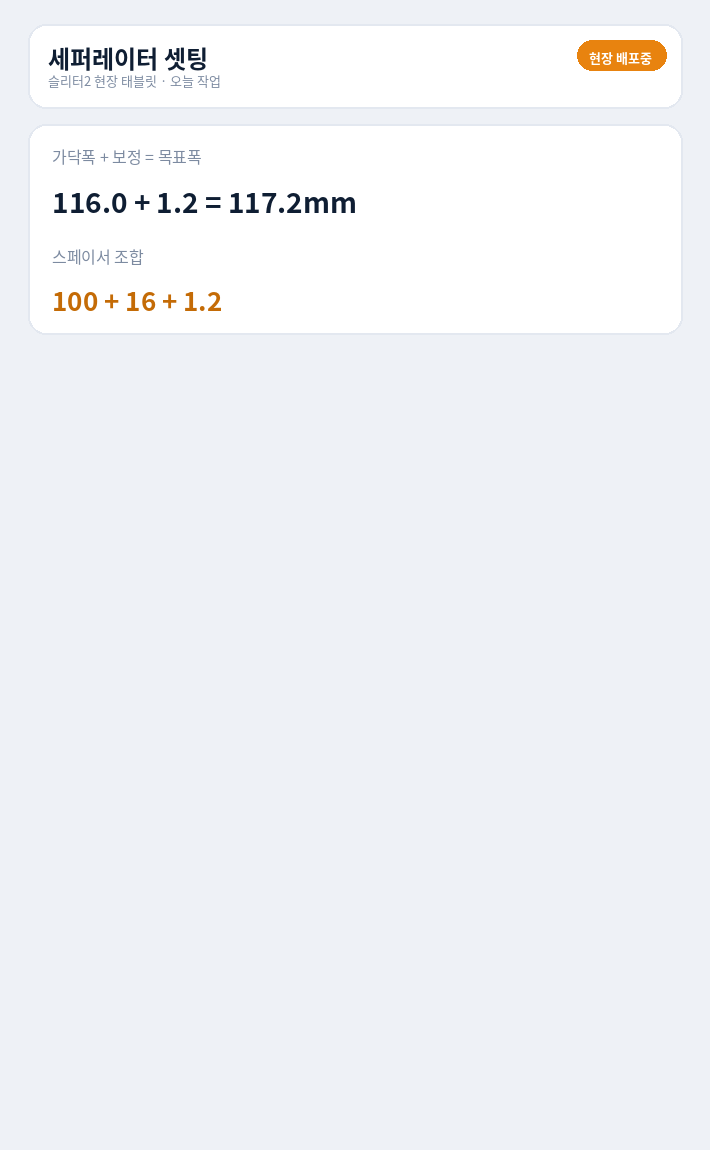 세퍼레이터 셋팅
현장 배포중
슬리터2 현장 태블릿 · 오늘 작업
가닥폭 + 보정 = 목표폭
116.0 + 1.2 = 117.2mm
스페이서 조합
100 + 16 + 1.2